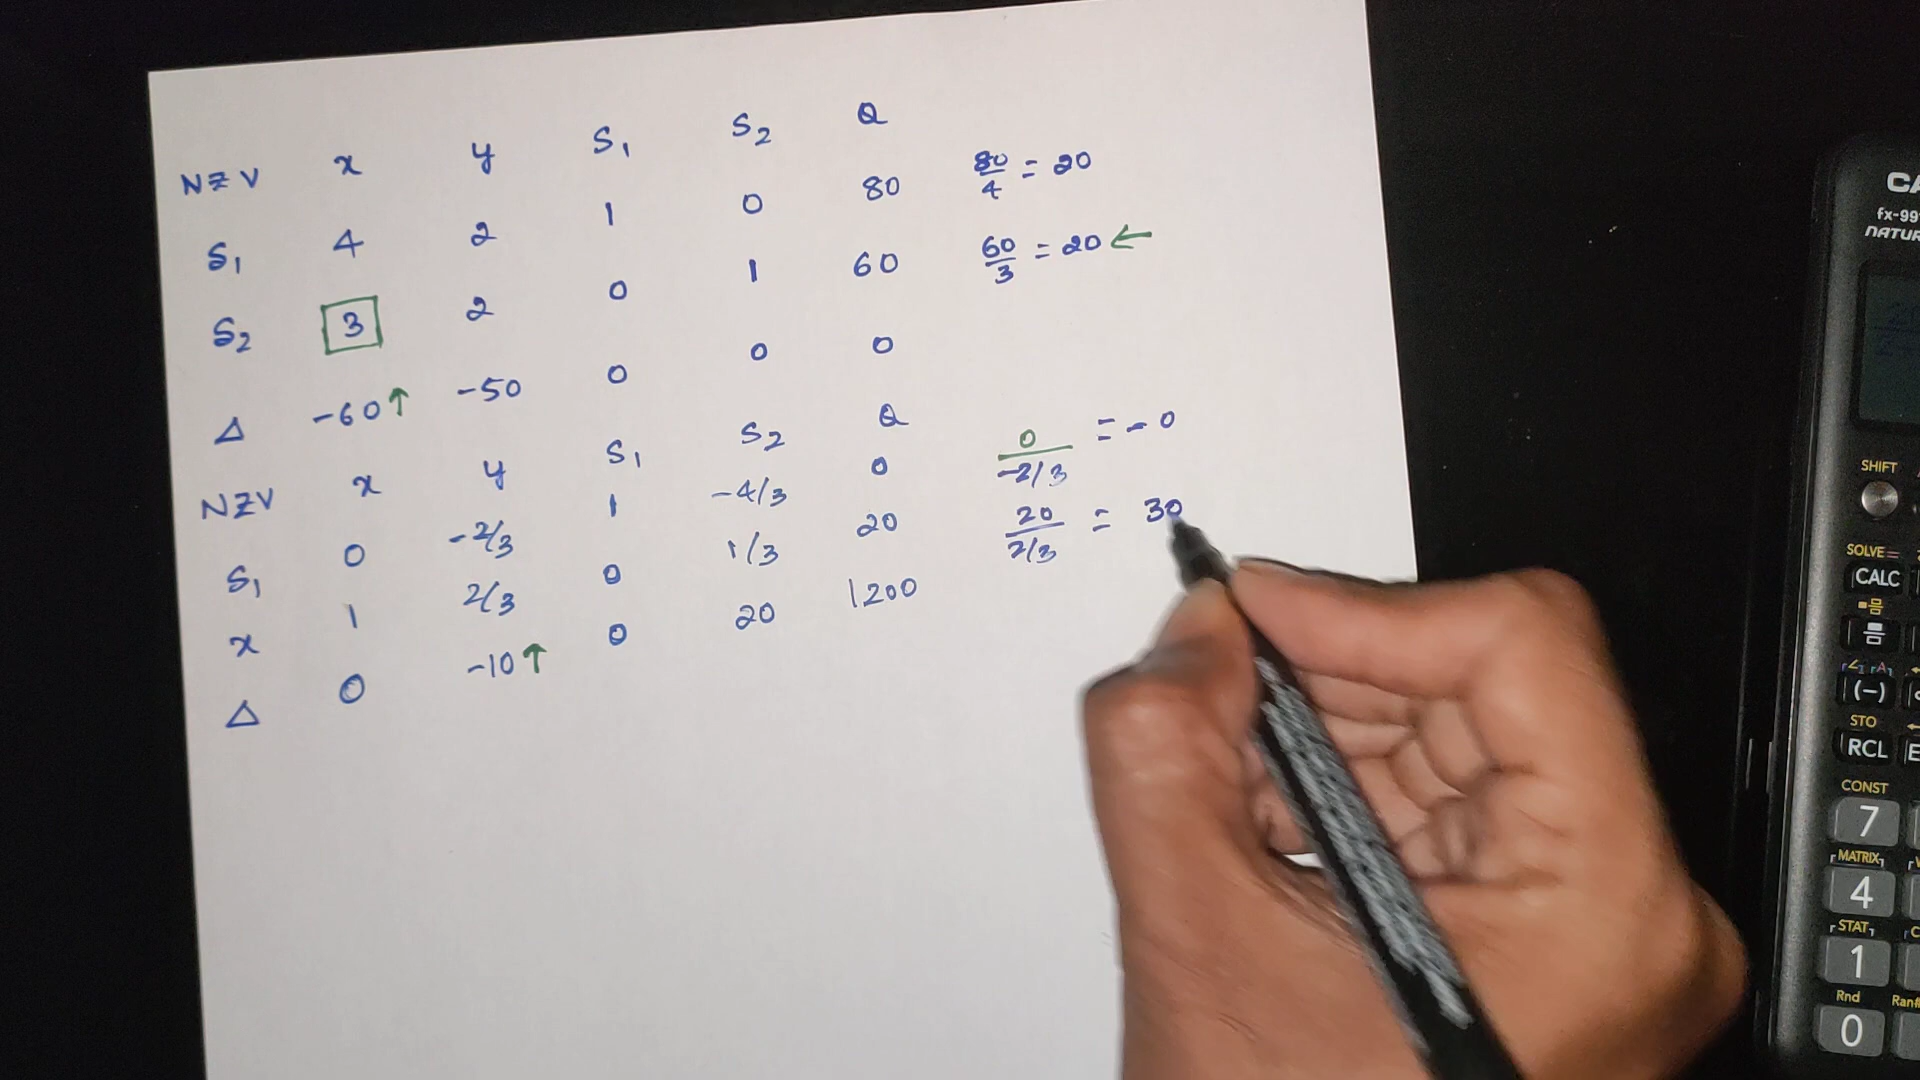 NZV x y S₁ S₂ Q
S₁ 4 2 1 0 80 80/4 = 20
S₂ 3 2 0 1 60 60/3 = 20 ←
Δ -60↑ -50 0 0 0
NZV x y S₁ S₂ Q
S₁ 0 -2/3 1 -4/3 0 0/-2/3 = -0
x 1 2/3 0 1/3 20 20/2/3 = 30
Δ 0 -10↑ 0 20 1200
fx-99
NATUR
SHIFT
SOLVE=
CALC
(-)
STO
RCL
CONST
7
MATRIX
4
STAT
1
Rnd Ran#
0